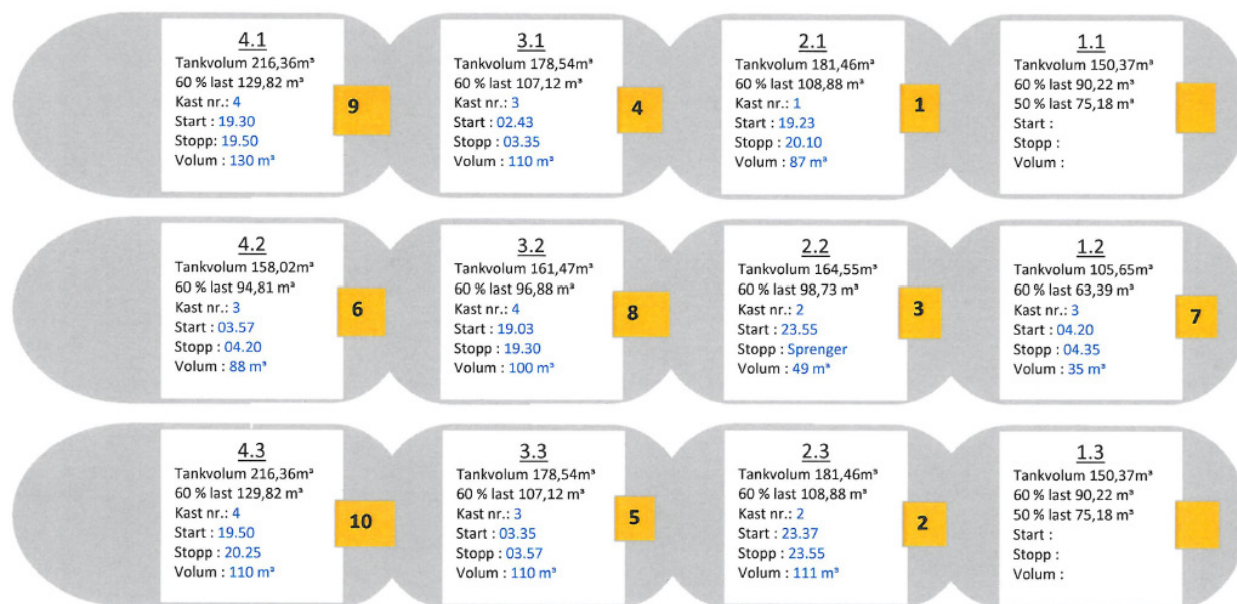 4.1
Tankvolum 216,36m³
60 % last 129,82 m³
Kast nr.: 4
Start : 19.30
Stopp: 19.50
Volum : 130 m³
9
3.1
Tankvolum 178,54m³
60 % last 107,12 m³
Kast nr.: 3
Start : 02.43
Stopp : 03.35
Volum : 110 m³
4
2.1
Tankvolum 181,46m³
60 % last 108,88 m³
Kast nr.: 1
Start : 19.23
Stopp : 20.10
Volum : 87 m³
1
1.1
Tankvolum 150,37m³
60 % last 90,22 m³
50 % last 75,18 m³
Start :
Stopp :
Volum :
4.2
Tankvolum 158,02m³
60 % last 94,81 m³
Kast nr.: 3
Start : 03.57
Stopp : 04.20
Volum : 88 m³
6
3.2
Tankvolum 161,47m³
60 % last 96,88 m³
Kast nr.: 4
Start : 19.03
Stopp : 19.30
Volum : 100 m³
8
2.2
Tankvolum 164,55m³
60 % last 98,73 m³
Kast nr.: 2
Start : 23.55
Stopp : Sprenger
Volum : 49 m³
3
1.2
Tankvolum 105,65m³
60 % last 63,39 m³
Kast nr.: 3
Start : 04.20
Stopp : 04.35
Volum : 35 m³
7
4.3
Tankvolum 216,36m³
60 % last 129,82 m³
Kast nr.: 4
Start : 19.50
Stopp : 20.25
Volum : 110 m³
10
3.3
Tankvolum 178,54m³
60 % last 107,12 m³
Kast nr.: 3
Start : 03.35
Stopp : 03.57
Volum : 110 m³
5
2.3
Tankvolum 181,46m³
60 % last 108,88 m³
Kast nr.: 2
Start : 23.37
Stopp : 23.55
Volum : 111 m³
2
1.3
Tankvolum 150,37m³
60 % last 90,22 m³
50 % last 75,18 m³
Start :
Stopp :
Volum :